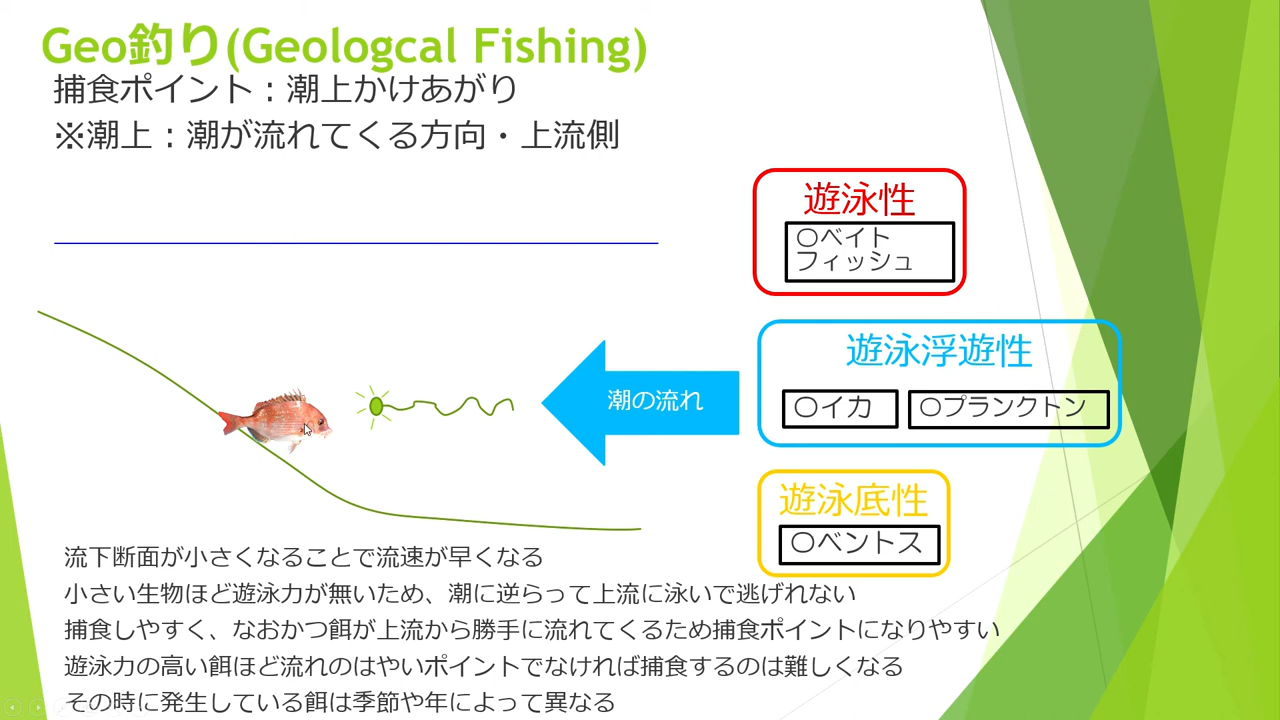 Geo釣り(Geologcal Fishing)
捕食ポイント：潮上かけあがり
※潮上：潮が流れてくる方向・上流側
遊泳性
〇ベイト
フィッシュ
遊泳浮遊性
〇イカ
〇プランクトン
潮の流れ
遊泳底性
〇ベントス
流下断面が小さくなることで流速が早くなる
小さい生物ほど遊泳力が無いため、潮に逆らって上流に泳いで逃げれない
捕食しやすく、なおかつ餌が上流から勝手に流れてくるため捕食ポイントになりやすい
遊泳力の高い餌ほど流れのはやいポイントでなければ捕食するのは難しくなる
その時に発生している餌は季節や年によって異なる